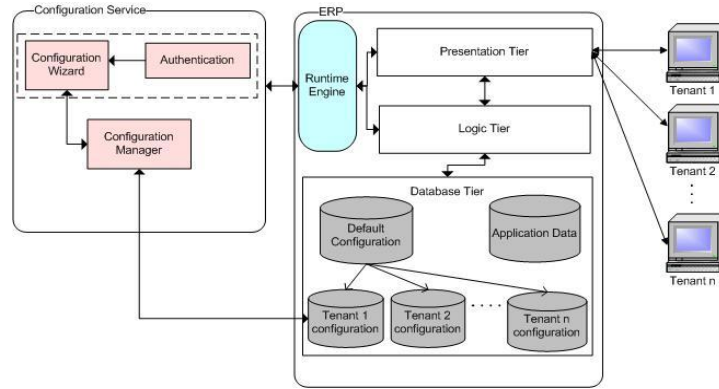 Configuration Service
ERP
Configuration
Wizard
Authentication
Configuration
Manager
Runtime
Engine
Presentation Tier
Logic Tier
Database Tier
Default
Configuration
Application Data
Tenant 1
configuration
Tenant 2
configuration
Tenant n
configuration
Tenant 1
Tenant 2
Tenant n